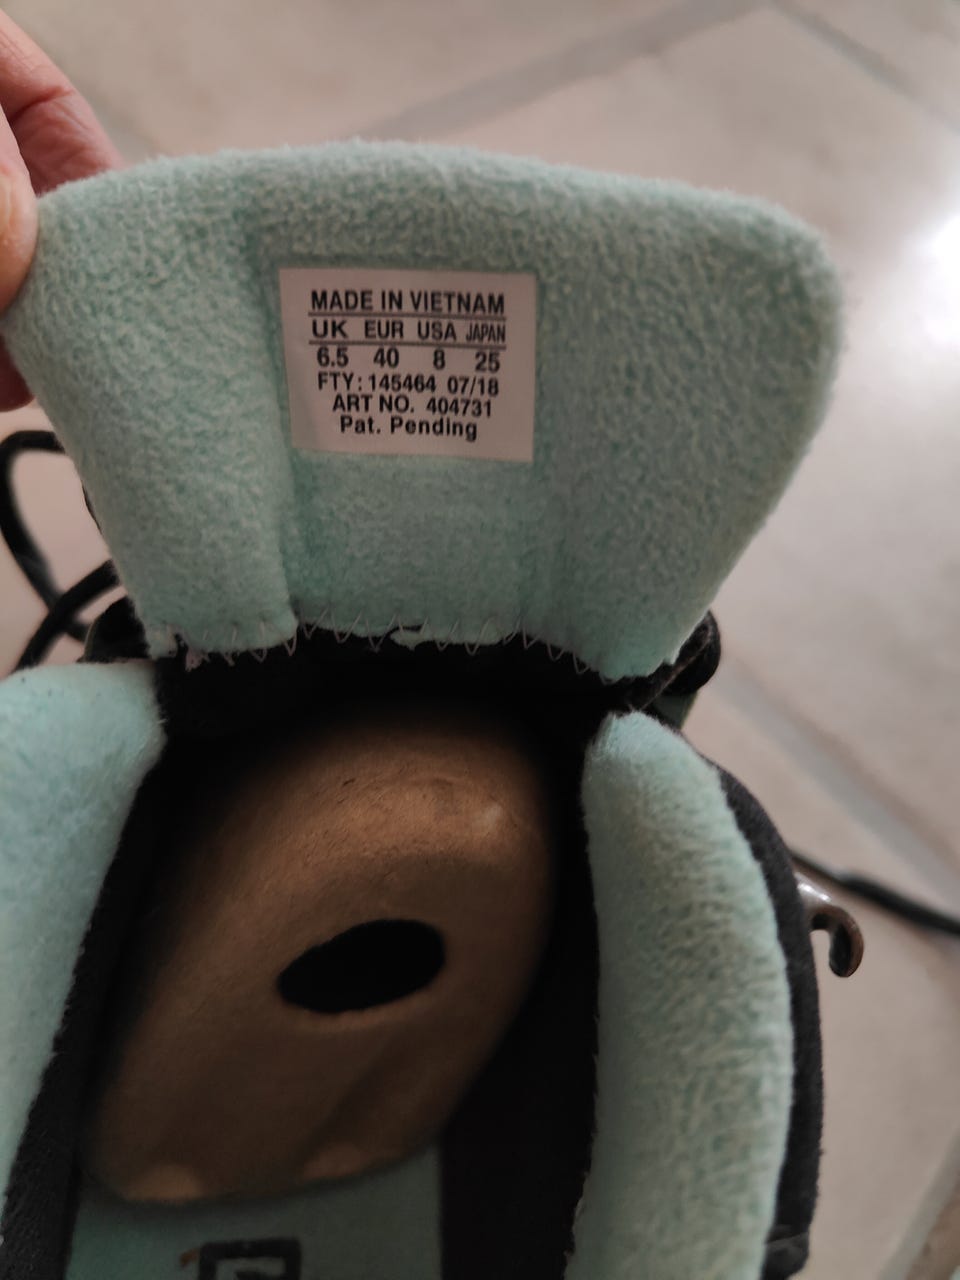 MADE IN VIETNAM
UK EUR USA JAPAN
6.5 40 8 25
FTY: 145464 07/18
ART NO. 404731
Pat. Pending